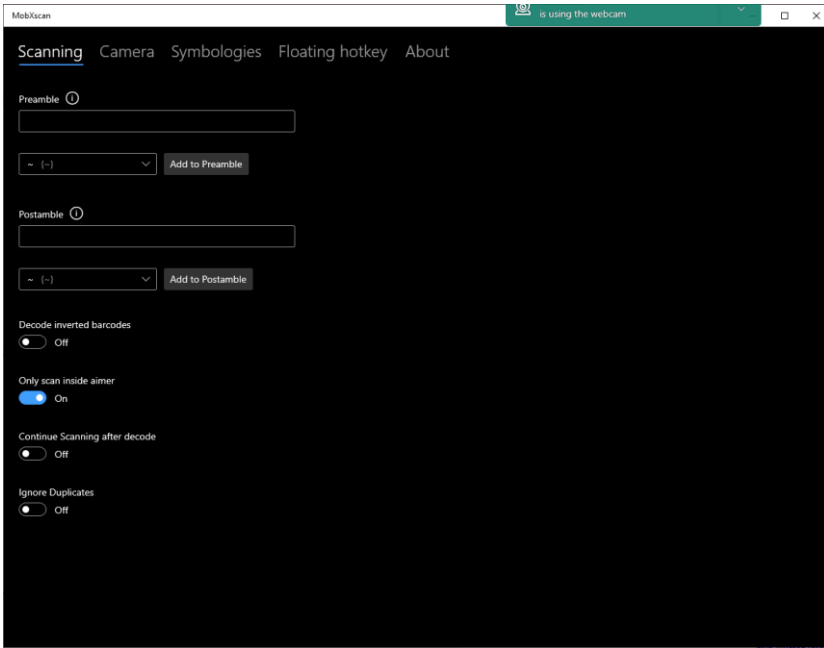 MobXscan
is using the webcam
Scanning Camera Symbologies Floating hotkey About
Preamble
~ {~} Add to Preamble
Postamble
~ {~} Add to Postamble
Decode inverted barcodes
Off
Only scan inside aimer
On
Continue Scanning after decode
Off
Ignore Duplicates
Off